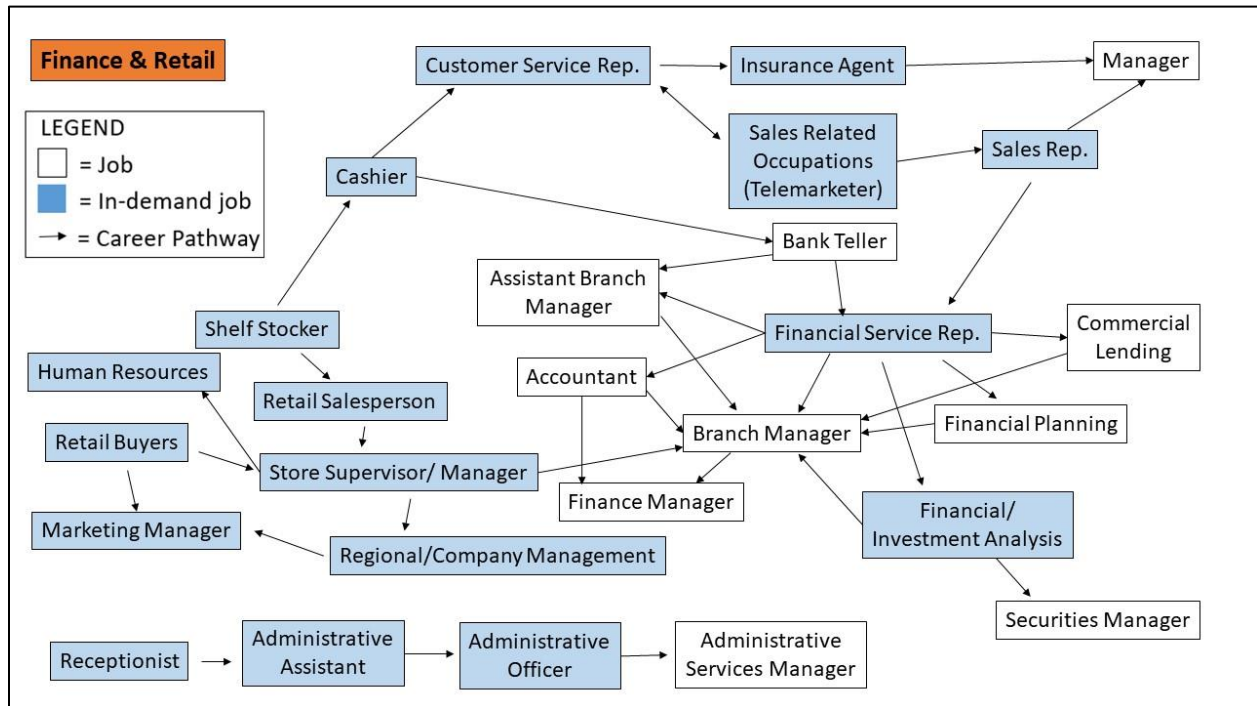 Finance & Retail
LEGEND
= Job
= In-demand job
= Career Pathway
Customer Service Rep.
Insurance Agent
Manager
Sales Related
Occupations
(Telemarketer)
Sales Rep.
Cashier
Bank Teller
Assistant Branch
Manager
Shelf Stocker
Financial Service Rep.
Commercial
Lending
Human Resources
Accountant
Retail Salesperson
Retail Buyers
Branch Manager
Financial Planning
Store Supervisor/ Manager
Finance Manager
Marketing Manager
Financial/
Investment Analysis
Regional/Company Management
Securities Manager
Receptionist
Administrative
Assistant
Administrative
Officer
Administrative
Services Manager